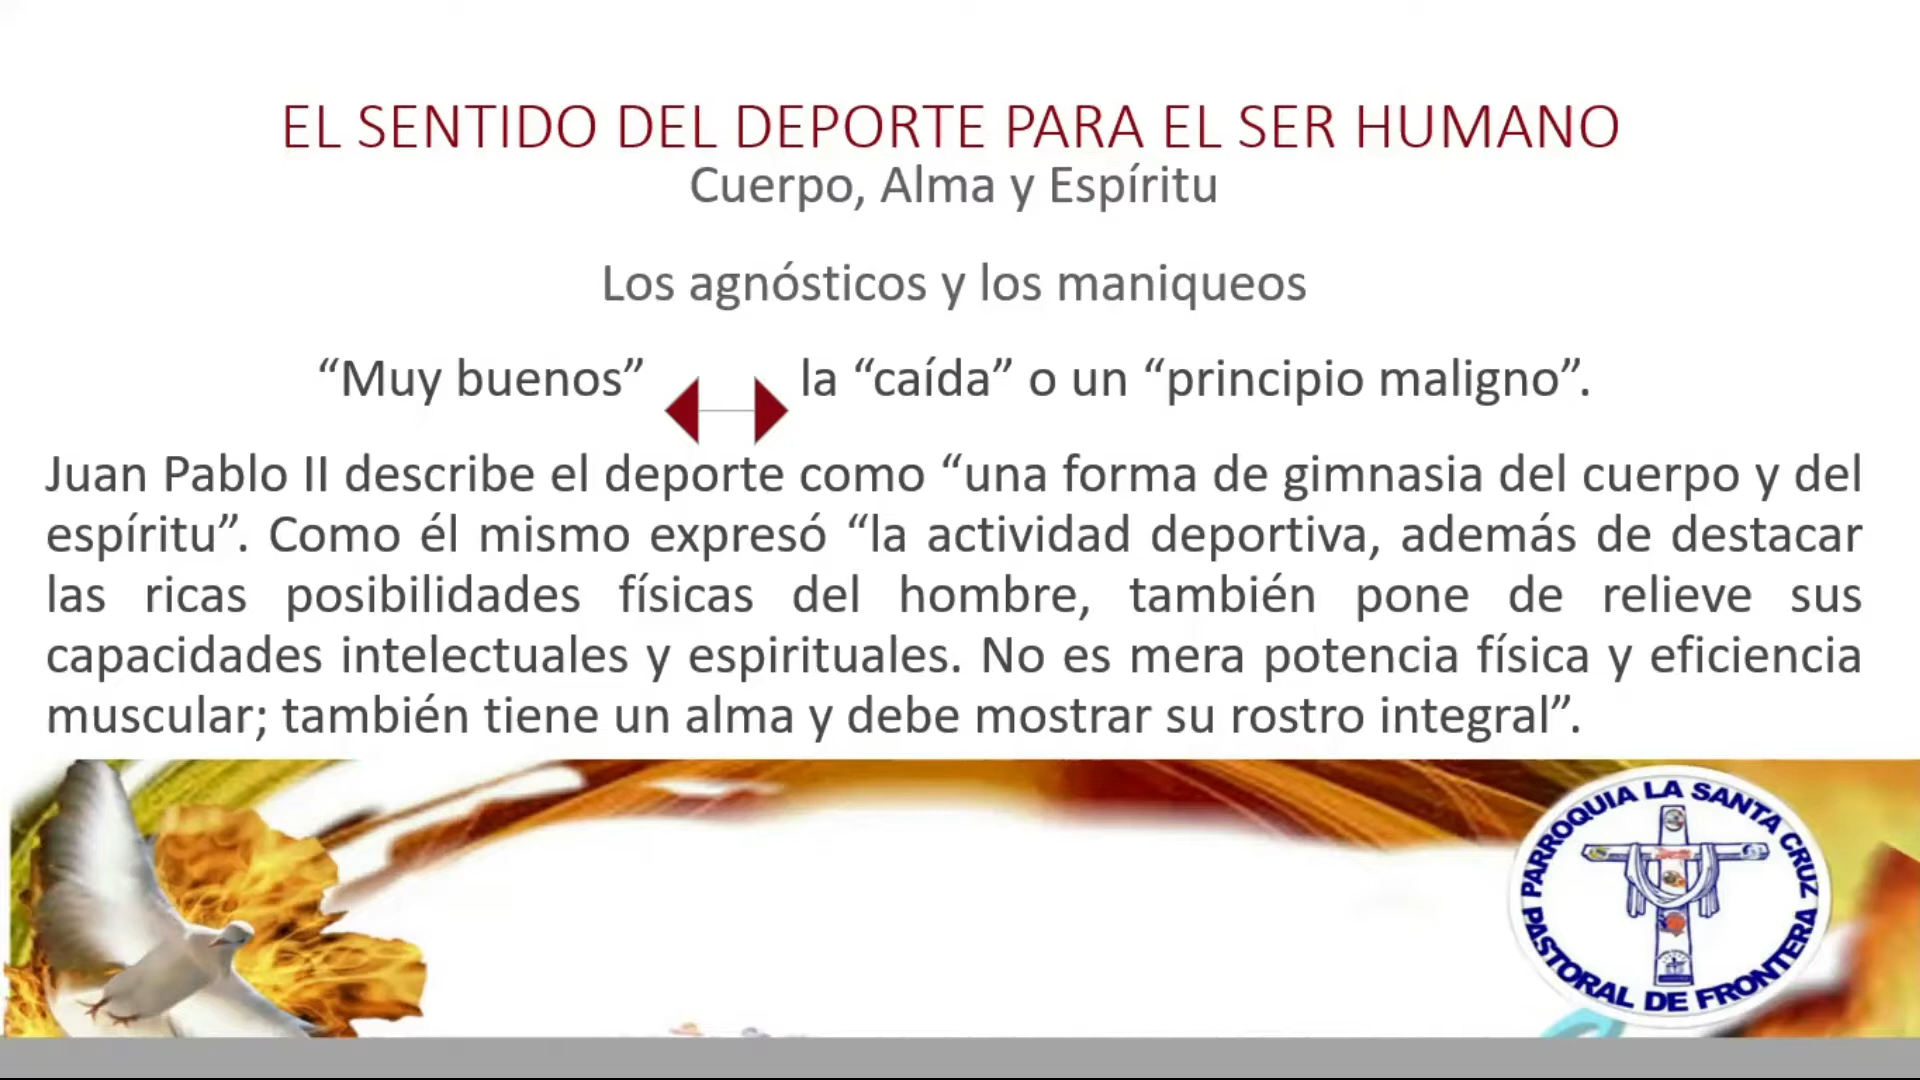 EL SENTIDO DEL DEPORTE PARA EL SER HUMANO
Cuerpo, Alma y Espíritu
Los agnósticos y los maniqueos
“Muy buenos” la “caída” o un “principio maligno”.
Juan Pablo II describe el deporte como “una forma de gimnasia del cuerpo y del
espíritu”. Como él mismo expresó “la actividad deportiva, además de destacar
las ricas posibilidades físicas del hombre, también pone de relieve sus
capacidades intelectuales y espirituales. No es mera potencia física y eficiencia
muscular; también tiene un alma y debe mostrar su rostro integral”.
PARROQUIA LA SANTA CRUZ
PASTORAL DE FRONTERA